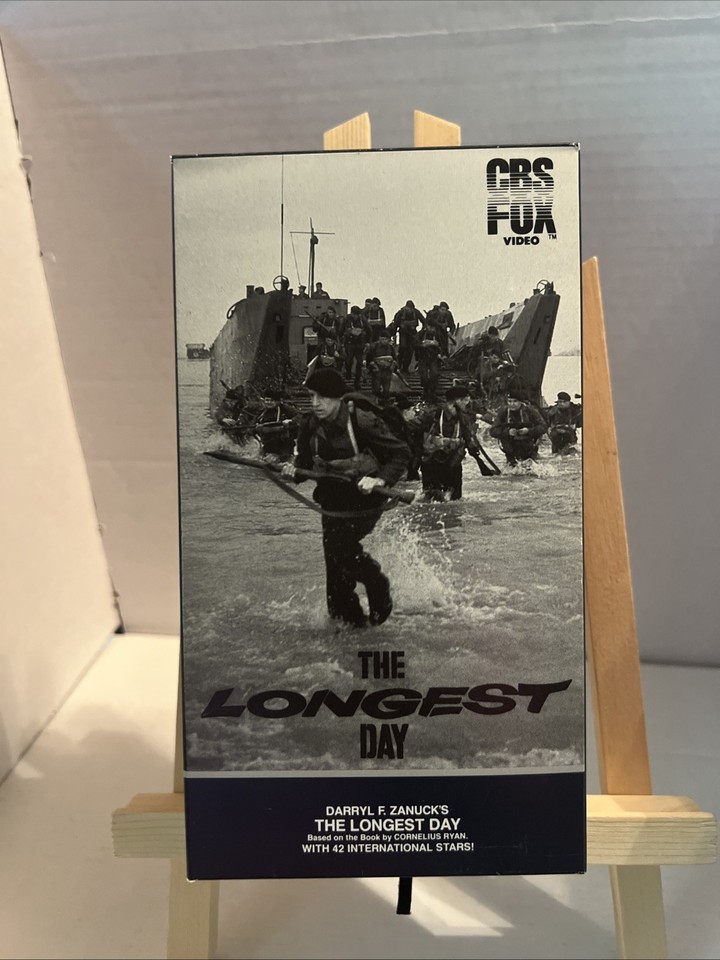 CBS
FOX
VIDEO TM
THE
LONGEST
DAY
DARRYL F. ZANUCK'S
THE LONGEST DAY
Based on the Book by CORNELIUS RYAN.
WITH 42 INTERNATIONAL STARS!